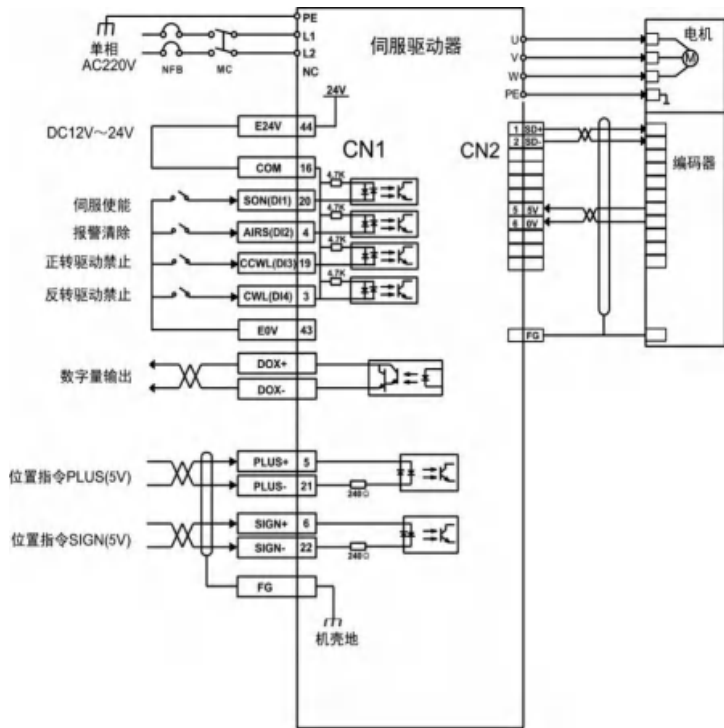 PE
单相
AC220V
NFB
MC
L1
L2
NC
伺服驱动器
U
V
W
PE
电机
M
24V
DC12V～24V
E24V 44
COM 16
CN1
CN2
伺服使能
SON(DI1) 20
4.7K
报警清除
AIRS(DI2) 4
4.7K
正转驱动禁止
CCWL(DI3) 19
4.7K
反转驱动禁止
CWL(DI4) 3
4.7K
E0V 43
1 SD+
2 SD-
5 5V
6 0V
FG
编码器
数字量输出
DOX+
DOX-
位置指令PLUS(5V)
PLUS+ 5
PLUS- 21
240Ω
位置指令SIGN(5V)
SIGN+ 6
SIGN- 22
240Ω
FG
机壳地